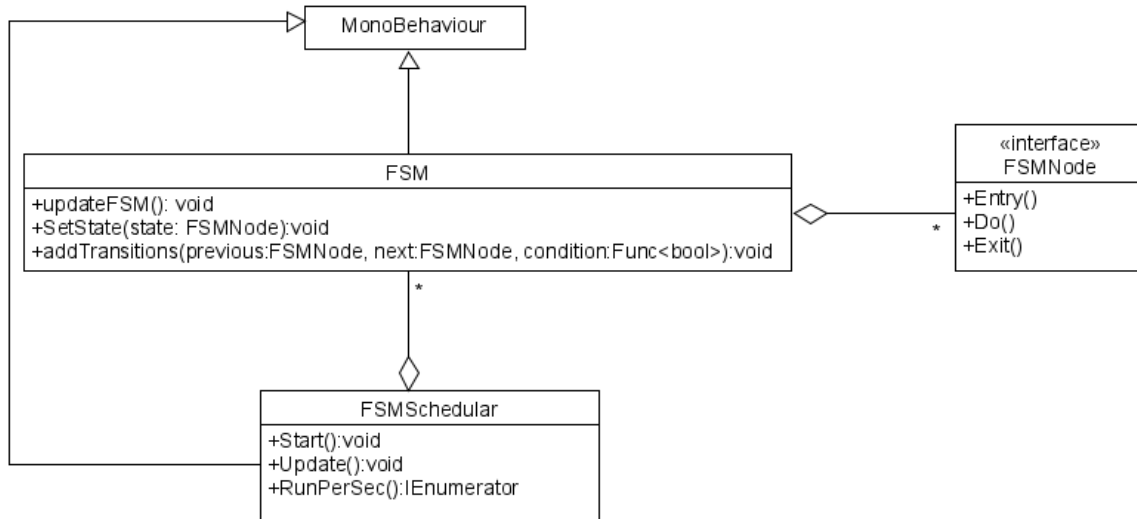 MonoBehaviour
«interface»
FSMNode
+Entry()
+Do()
+Exit()
FSM
+updateFSM(): void
+SetState(state: FSMNode):void
+addTransitions(previous:FSMNode, next:FSMNode, condition:Func<bool>):void
*
*
FSMSchedular
+Start():void
+Update():void
+RunPerSec():IEnumerator